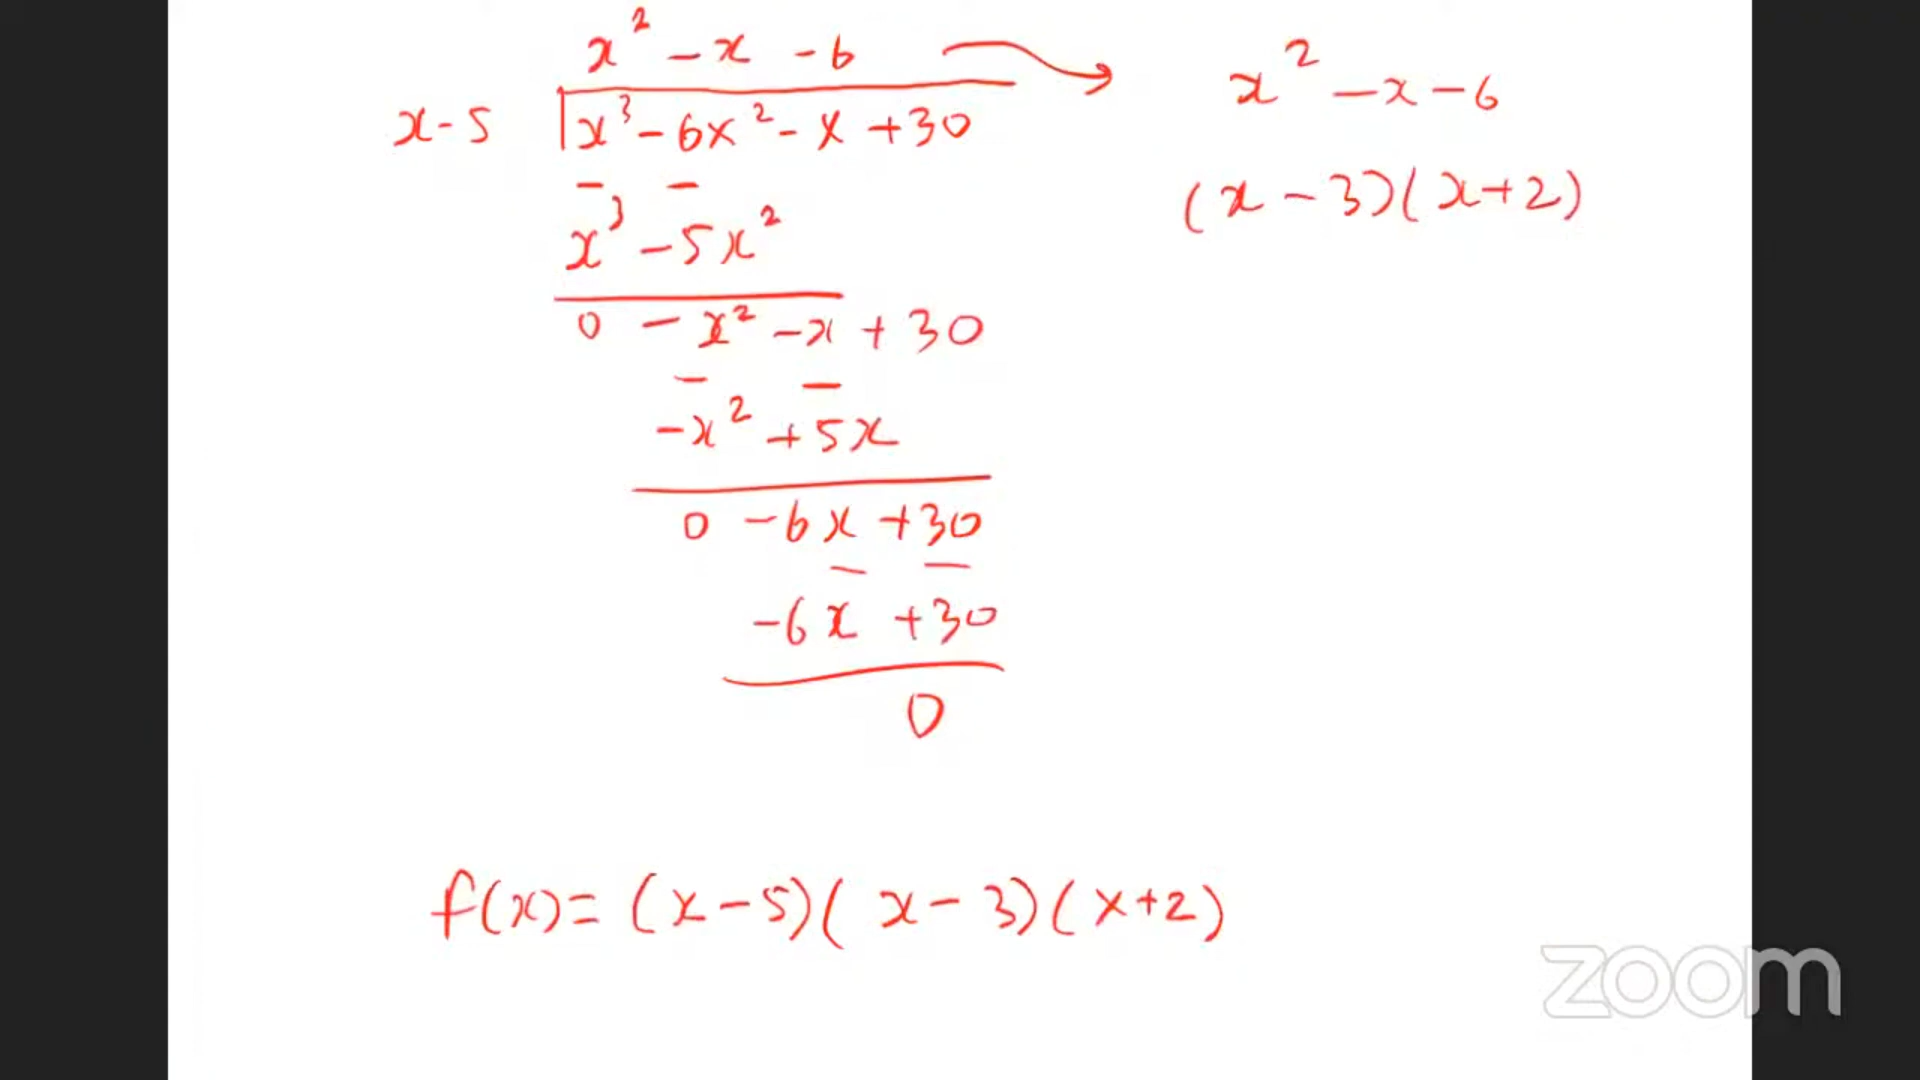 x² - x - 6
x - 5 x³ - 6x² - x + 30
x³ - 5x²
0 - x² - x + 30
-x² + 5x
0 - 6x + 30
-6x + 30
0
x² - x - 6
(x - 3)(x + 2)
f(x) = (x - 5)(x - 3)(x + 2)
zoom